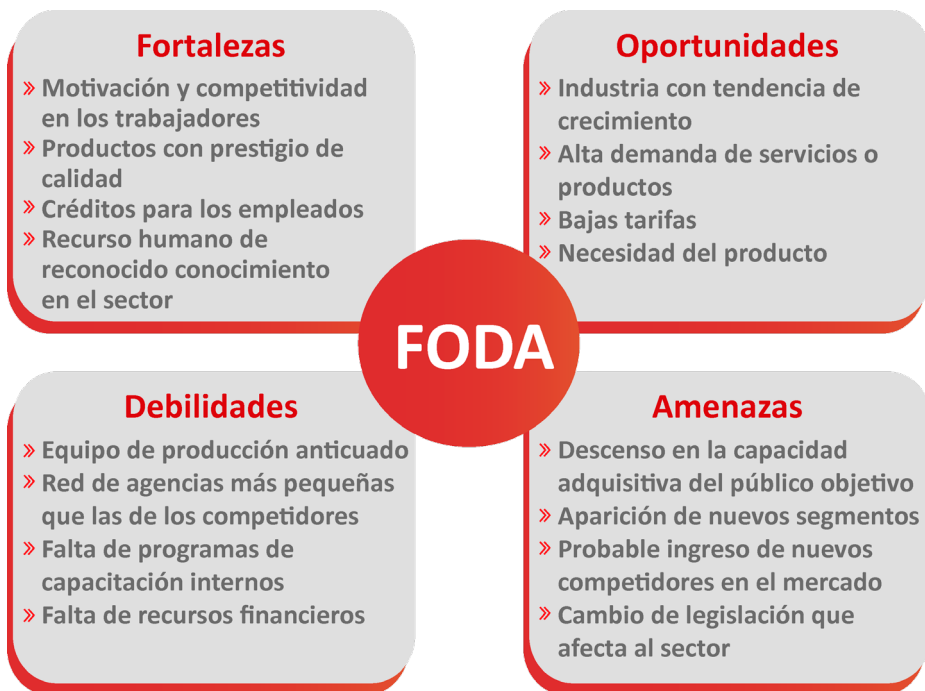 Fortalezas
» Motivación y competitividad
en los trabajadores
» Productos con prestigio de
calidad
» Créditos para los empleados
» Recurso humano de
reconocido conocimiento
en el sector
Oportunidades
» Industria con tendencia de
crecimiento
» Alta demanda de servicios o
productos
» Bajas tarifas
» Necesidad del producto
FODA
Debilidades
» Equipo de producción anticuado
» Red de agencias más pequeñas
que las de los competidores
» Falta de programas de
capacitación internos
» Falta de recursos financieros
Amenazas
» Descenso en la capacidad
adquisitiva del público objetivo
» Aparición de nuevos segmentos
» Probable ingreso de nuevos
competidores en el mercado
» Cambio de legislación que
afecta al sector